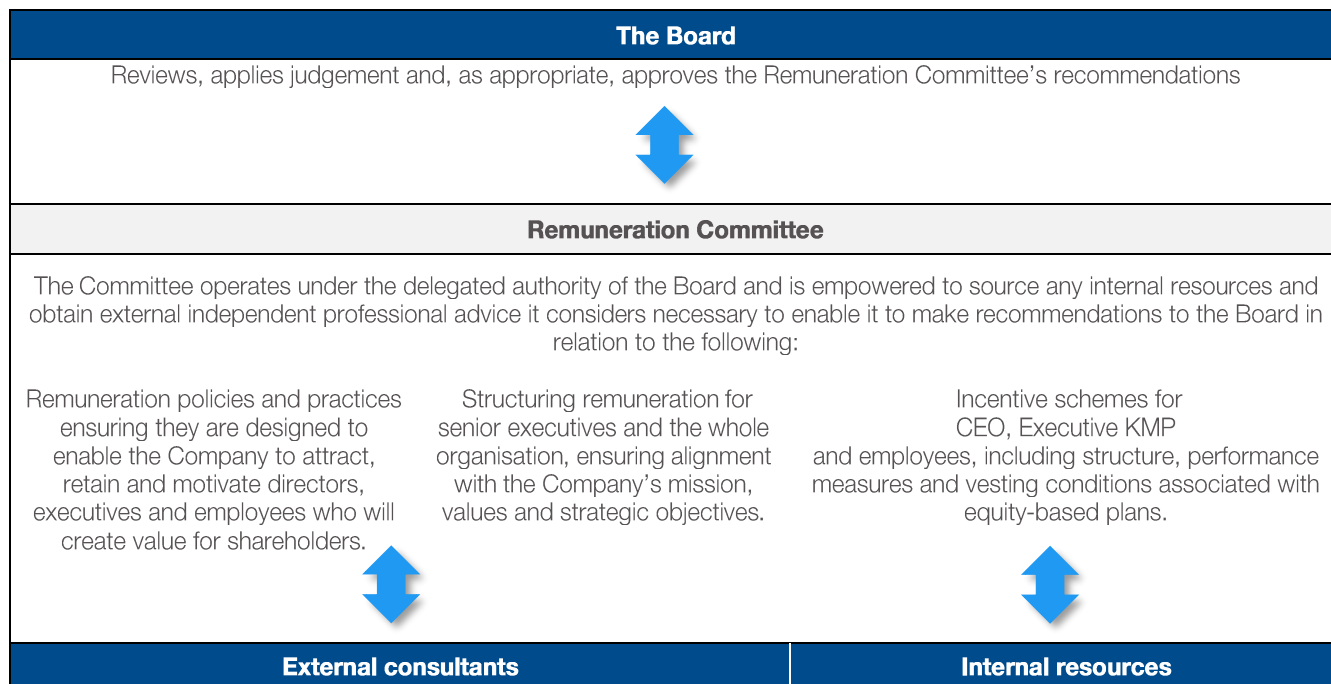 The Board
Reviews, applies judgement and, as appropriate, approves the Remuneration Committee’s recommendations
Remuneration Committee
The Committee operates under the delegated authority of the Board and is empowered to source any internal resources and
obtain external independent professional advice it considers necessary to enable it to make recommendations to the Board in
relation to the following:
Remuneration policies and practices
ensuring they are designed to
enable the Company to attract,
retain and motivate directors,
executives and employees who will
create value for shareholders.
Structuring remuneration for
senior executives and the whole
organisation, ensuring alignment
with the Company’s mission,
values and strategic objectives.
Incentive schemes for
CEO, Executive KMP
and employees, including structure, performance
measures and vesting conditions associated with
equity-based plans.
External consultants
Internal resources